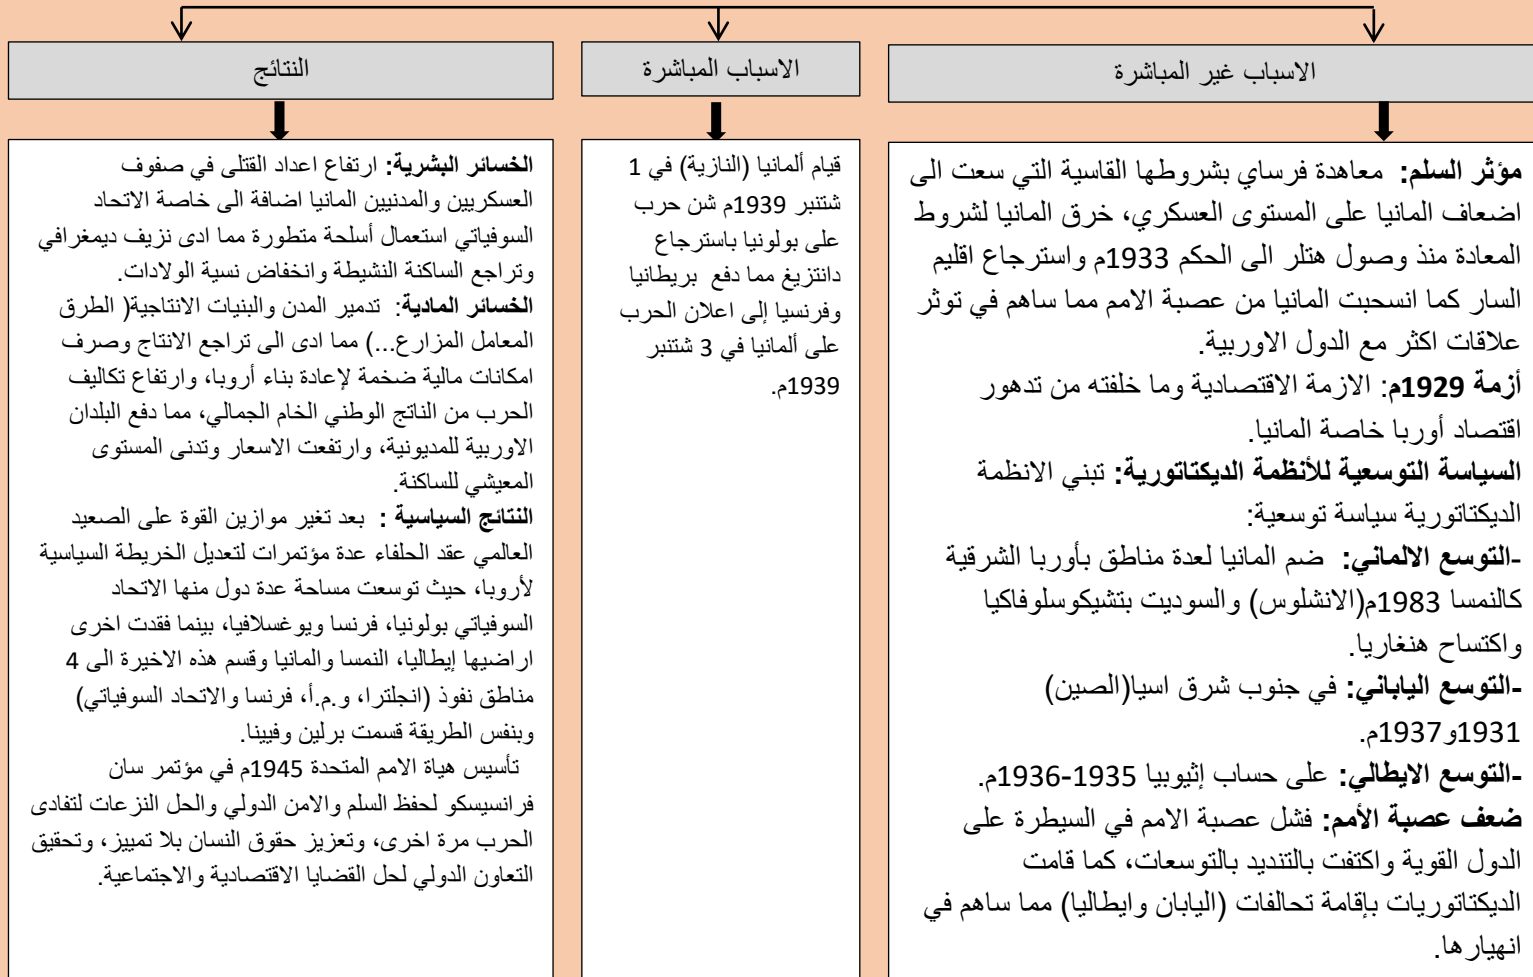 الاسباب غير المباشرة
مؤثر السلم: معاهدة فرساي بشروطها القاسية التي سعت الى
اضعاف المانيا على المستوى العسكري، خرق المانيا لشروط
المعادة منذ وصول هتلر الى الحكم 1933م واسترجاع اقليم
السار كما انسحبت المانيا من عصبة الامم مما ساهم في توثر
علاقات اكثر مع الدول الاوربية.
أزمة 1929م: الازمة الاقتصادية وما خلفته من تدهور
اقتصاد أوربا خاصة المانيا.
السياسة التوسعية للأنظمة الديكتاتورية: تبني الانظمة
الديكتاتورية سياسة توسعية:
-التوسع الالماني: ضم المانيا لعدة مناطق بأوربا الشرقية
كالنمسا 1983م(الانشلوس) والسوديت بتشيكوسلوفاكيا
واكتساح هنغاريا.
-التوسع الياباني: في جنوب شرق اسيا(الصين)
1931و1937م.
-التوسع الايطالي: على حساب إثيوبيا 1935-1936م.
ضعف عصبة الأمم: فشل عصبة الامم في السيطرة على
الدول القوية واكتفت بالتنديد بالتوسعات، كما قامت
الديكتاتوريات بإقامة تحالفات (اليابان وايطاليا) مما ساهم في
انهيارها.
الاسباب المباشرة
قيام ألمانيا (النازية) في 1
شتنبر 1939م شن حرب
على بولونيا باسترجاع
دانتزيغ مما دفع بريطانيا
وفرنسيا إلى اعلان الحرب
على ألمانيا في 3 شتنبر
1939م.
النتائج
الخسائر البشرية: ارتفاع اعداد القتلى في صفوف
العسكريين والمدنيين المانيا اضافة الى خاصة الاتحاد
السوفياتي استعمال أسلحة متطورة مما ادى نزيف ديمغرافي
وتراجع الساكنة النشيطة وانخفاض نسية الولادات.
الخسائر المادية: تدمير المدن والبنيات الانتاجية( الطرق
المعامل المزارع...) مما ادى الى تراجع الانتاج وصرف
امكانات مالية ضخمة لإعادة بناء أروبا، وارتفاع تكاليف
الحرب من الناتج الوطني الخام الجمالي، مما دفع البلدان
الاوربية للمديونية، وارتفعت الاسعار وتدنى المستوى
المعيشي للساكنة.
النتائج السياسية : بعد تغير موازين القوة على الصعيد
العالمي عقد الحلفاء عدة مؤتمرات لتعديل الخريطة السياسية
لأروبا، حيث توسعت مساحة عدة دول منها الاتحاد
السوفياتي بولونيا، فرنسا ويوغسلافيا، بينما فقدت اخرى
اراضيها إيطاليا، النمسا والمانيا وقسم هذه الاخيرة الى 4
مناطق نفوذ (انجلترا، و.م.أ، فرنسا والاتحاد السوفياتي)
وبنفس الطريقة قسمت برلين وفيينا.
تأسيس هياة الامم المتحدة 1945م في مؤتمر سان
فرانسيسكو لحفظ السلم والامن الدولي والحل النزعات لتفادى
الحرب مرة اخرى، وتعزيز حقوق النسان بلا تمييز، وتحقيق
التعاون الدولي لحل القضايا الاقتصادية والاجتماعية.